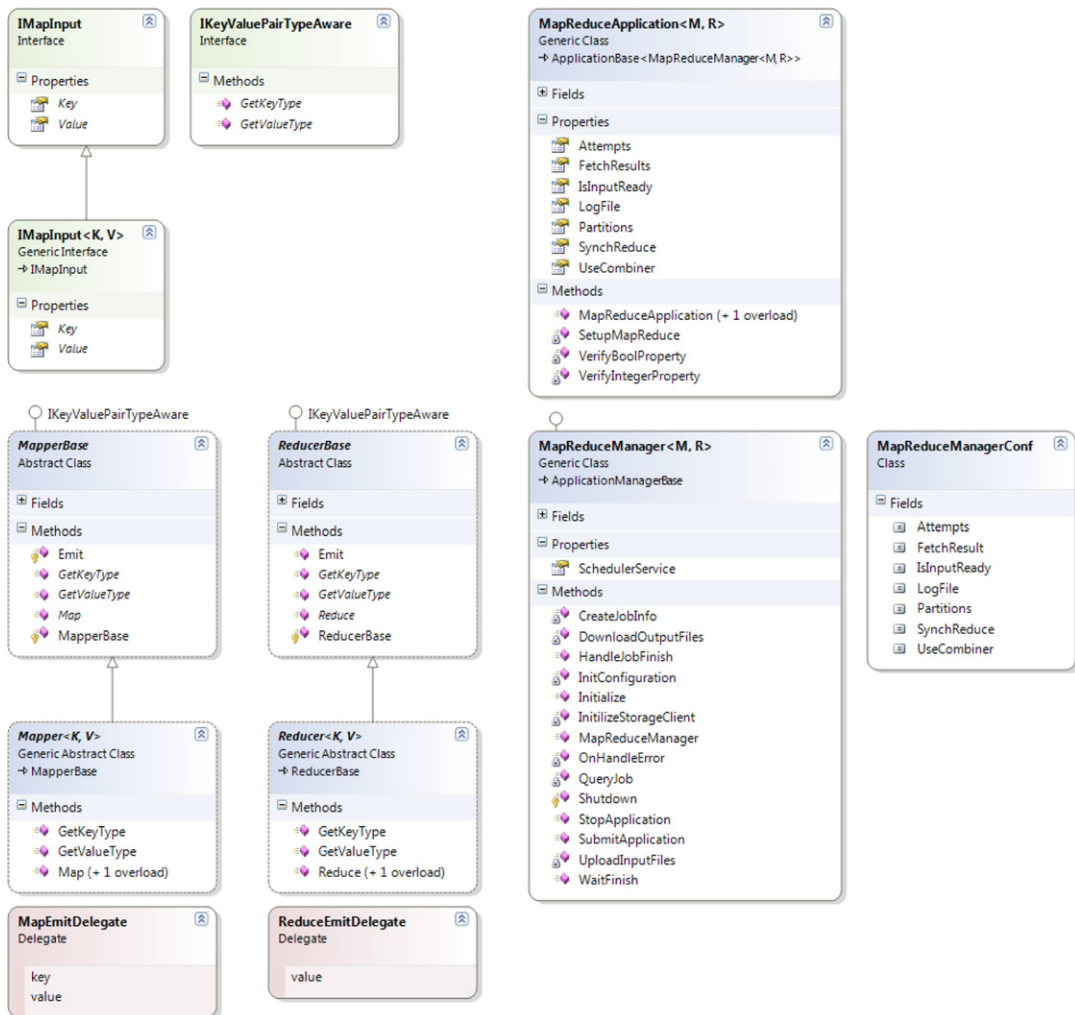 IMapInput
Interface
Properties
Key
Value
IKeyValuePairTypeAware
Interface
Methods
GetKeyType
GetValueType
MapReduceApplication<M, R>
Generic Class
ApplicationBase<MapReduceManager<M, R>>
Fields
Properties
Attempts
FetchResults
IsInputReady
LogFile
Partitions
SynchReduce
UseCombiner
Methods
MapReduceApplication (+ 1 overload)
SetupMapReduce
VerifyBoolProperty
VerifyIntegerProperty
IMapInput<K, V>
Generic Interface
IMapInput
Properties
Key
Value
IKeyValuePairTypeAware
MapperBase
Abstract Class
Fields
Methods
Emit
GetKeyType
GetValueType
Map
MapperBase
IKeyValuePairTypeAware
ReducerBase
Abstract Class
Fields
Methods
Emit
GetKeyType
GetValueType
Reduce
ReducerBase
MapReduceManager<M, R>
Generic Class
ApplicationManagerBase
Fields
Properties
SchedulerService
Methods
CreateJobInfo
DownloadOutputFiles
HandleJobFinish
InitConfiguration
Initialize
InitilizeStorageClient
MapReduceManager
OnHandleError
QueryJob
Shutdown
StopApplication
SubmitApplication
UploadInputFiles
WaitFinish
MapReduceManagerConf
Class
Fields
Attempts
FetchResult
IsInputReady
LogFile
Partitions
SynchReduce
UseCombiner
Mapper<K, V>
Generic Abstract Class
MapperBase
Methods
GetKeyType
GetValueType
Map (+ 1 overload)
Reducer<K, V>
Generic Abstract Class
ReducerBase
Methods
GetKeyType
GetValueType
Reduce (+ 1 overload)
MapEmitDelegate
Delegate
key
value
ReduceEmitDelegate
Delegate
value